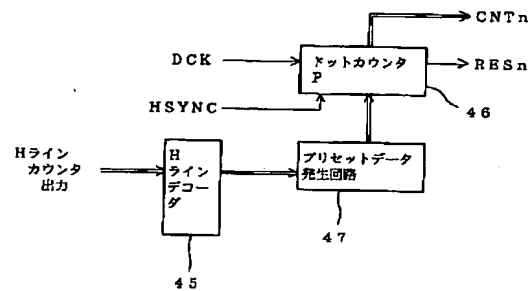 CNTn
DCK
ドットカウンタ
P
RESn
HSYNC
46
Hライン
カウンタ
出力
H
ライン
デコー
ダ
プリセットデータ
発生回路
47
45